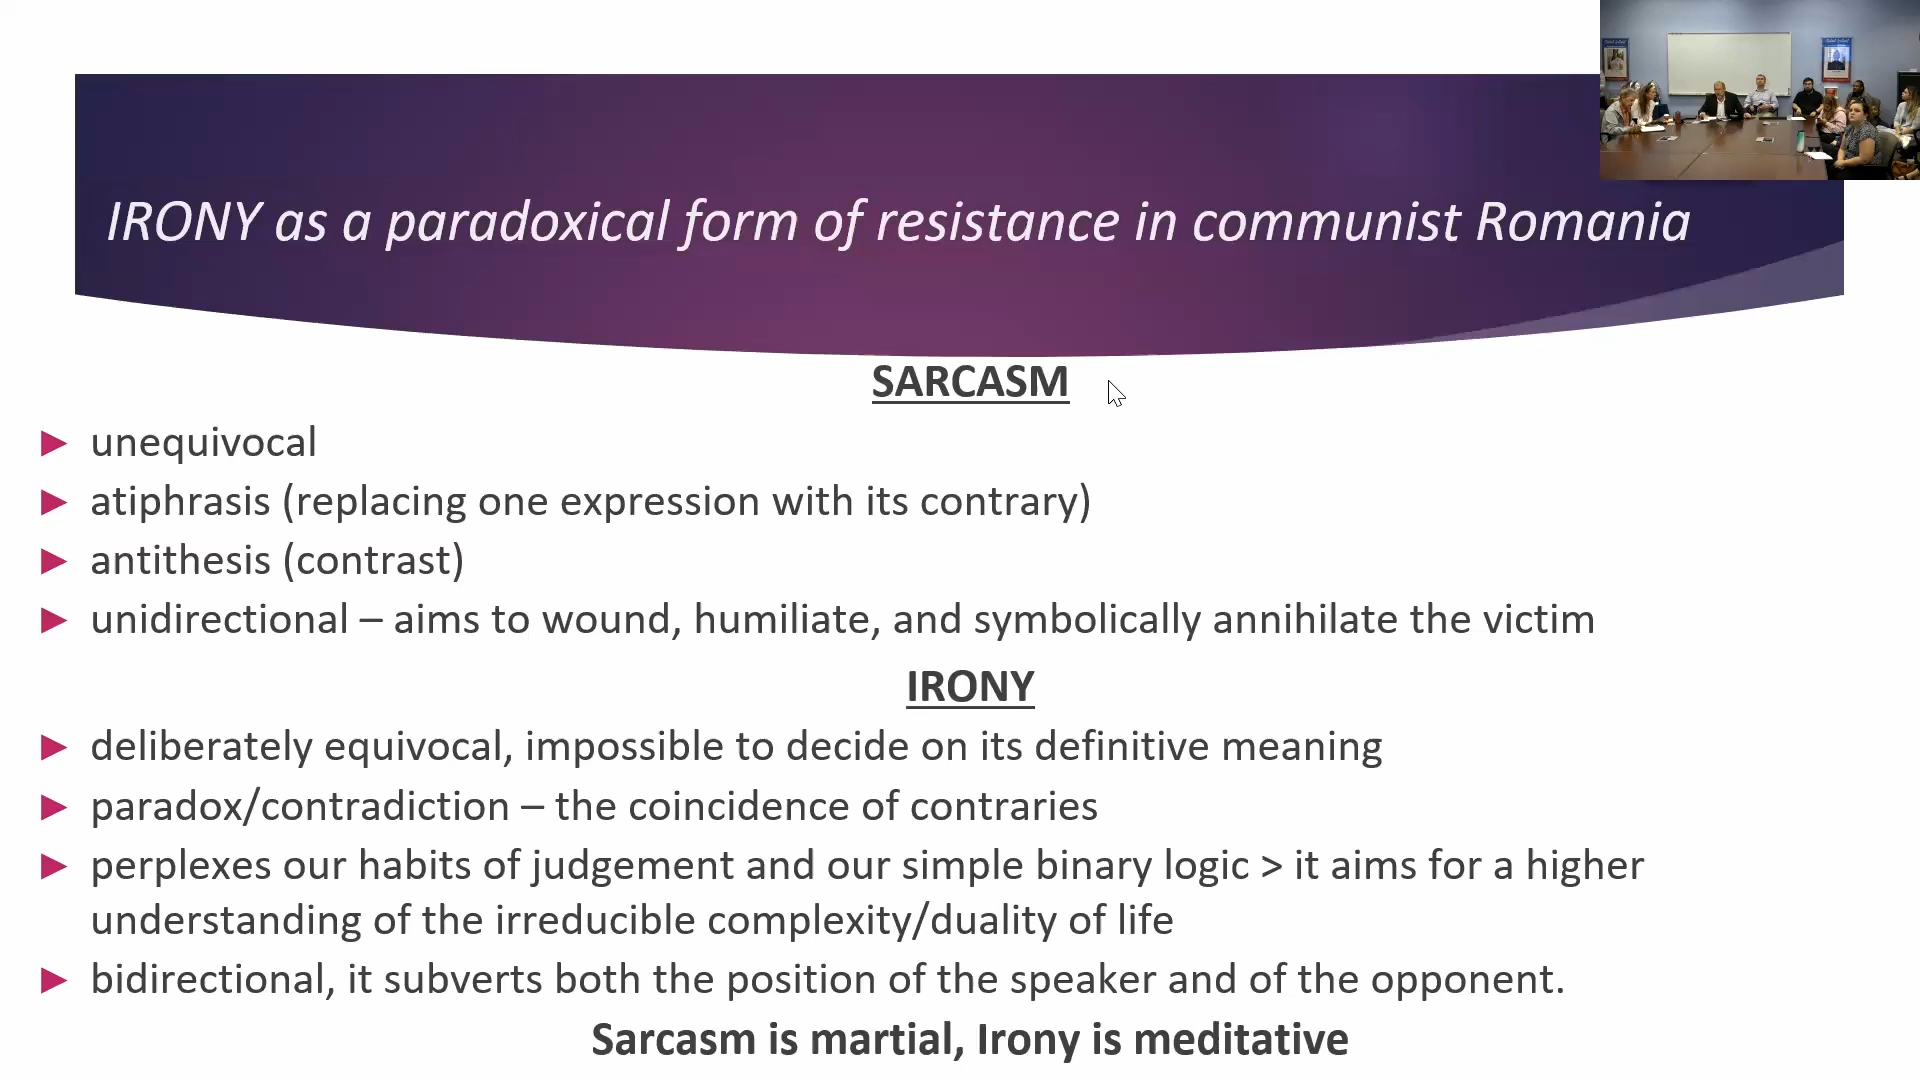 IRONY as a paradoxical form of resistance in communist Romania
SARCASM
► unequivocal
► atiphrasis (replacing one expression with its contrary)
► antithesis (contrast)
► unidirectional – aims to wound, humiliate, and symbolically annihilate the victim
IRONY
► deliberately equivocal, impossible to decide on its definitive meaning
► paradox/contradiction – the coincidence of contraries
► perplexes our habits of judgement and our simple binary logic > it aims for a higher
understanding of the irreducible complexity/duality of life
► bidirectional, it subverts both the position of the speaker and of the opponent.
Sarcasm is martial, Irony is meditative